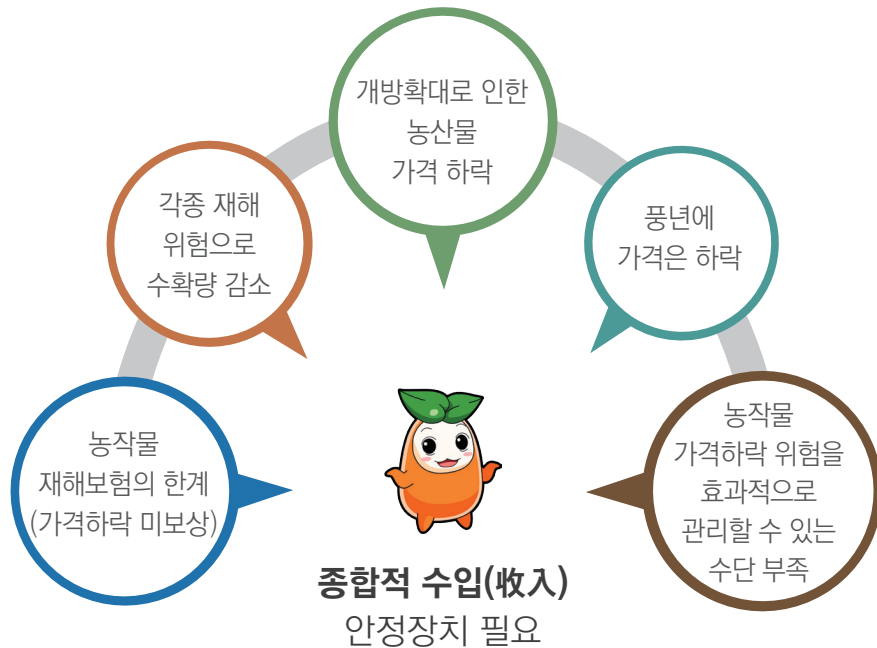 개방확대로 인한
농산물
가격 하락
각종 재해
위험으로
수확량 감소
풍년에
가격은 하락
농작물
재해보험의 한계
(가격하락 미보상)
농작물
가격하락 위험을
효과적으로
관리할 수 있는
수단 부족
종합적 수입(收入)
안정장치 필요